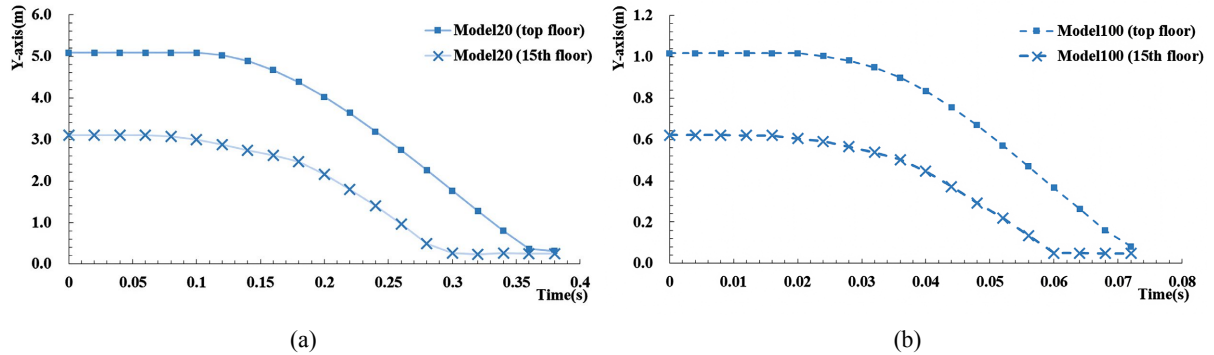 6.0
5.0
4.0
3.0
2.0
1.0
0.0
Y-axis(m)
Model20 (top floor)
Model20 (15th floor)
0 0.05 0.1 0.15 0.2 0.25 0.3 0.35 0.4
Time(s)
(a)
1.2
1.0
0.8
0.6
0.4
0.2
0.0
Y-axis(m)
Model100 (top floor)
Model100 (15th floor)
0 0.01 0.02 0.03 0.04 0.05 0.06 0.07 0.08
Time(s)
(b)